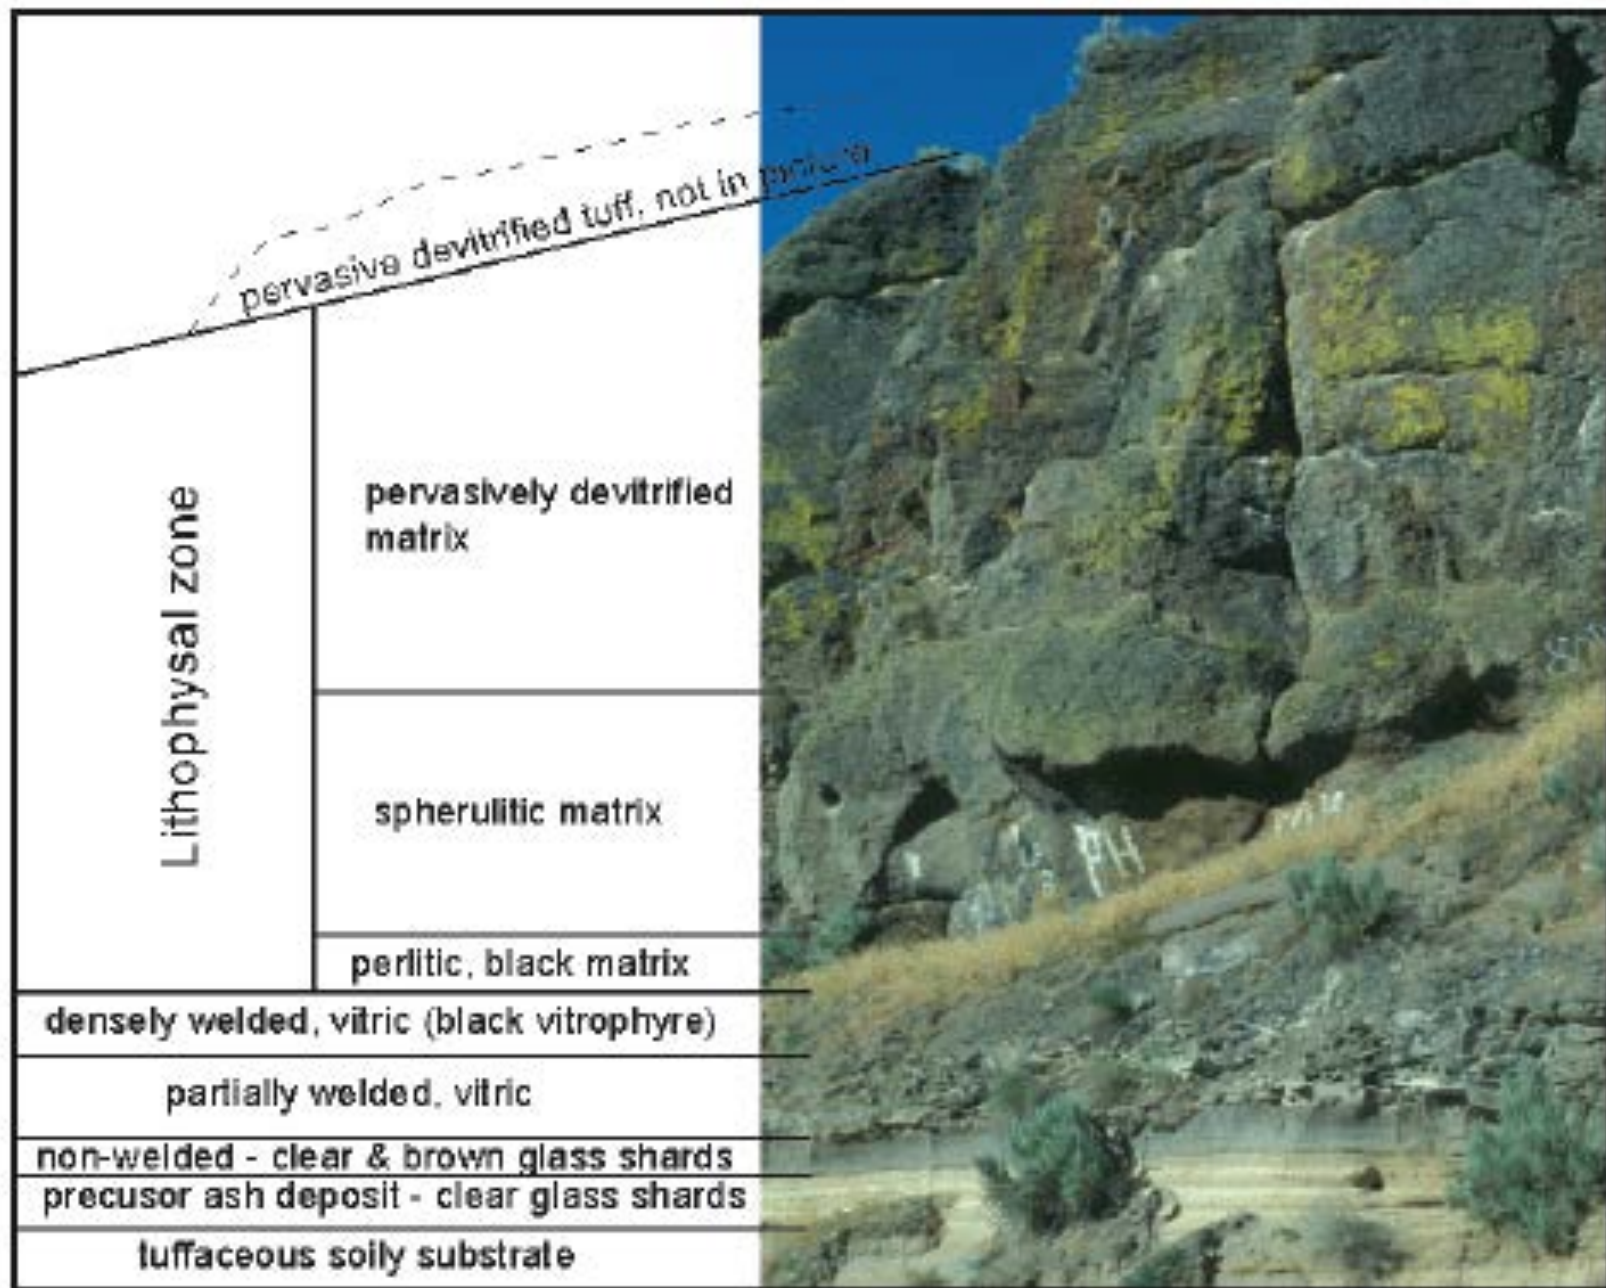 pervasive devitrified tuff, not in picture
Lithophysal zone
pervasively devitrified
matrix
spherulitic matrix
perlitic, black matrix
densely welded, vitric (black vitrophyre)
partially welded, vitric
non-welded - clear & brown glass shards
precusor ash deposit - clear glass shards
tuffaceous soily substrate
PH